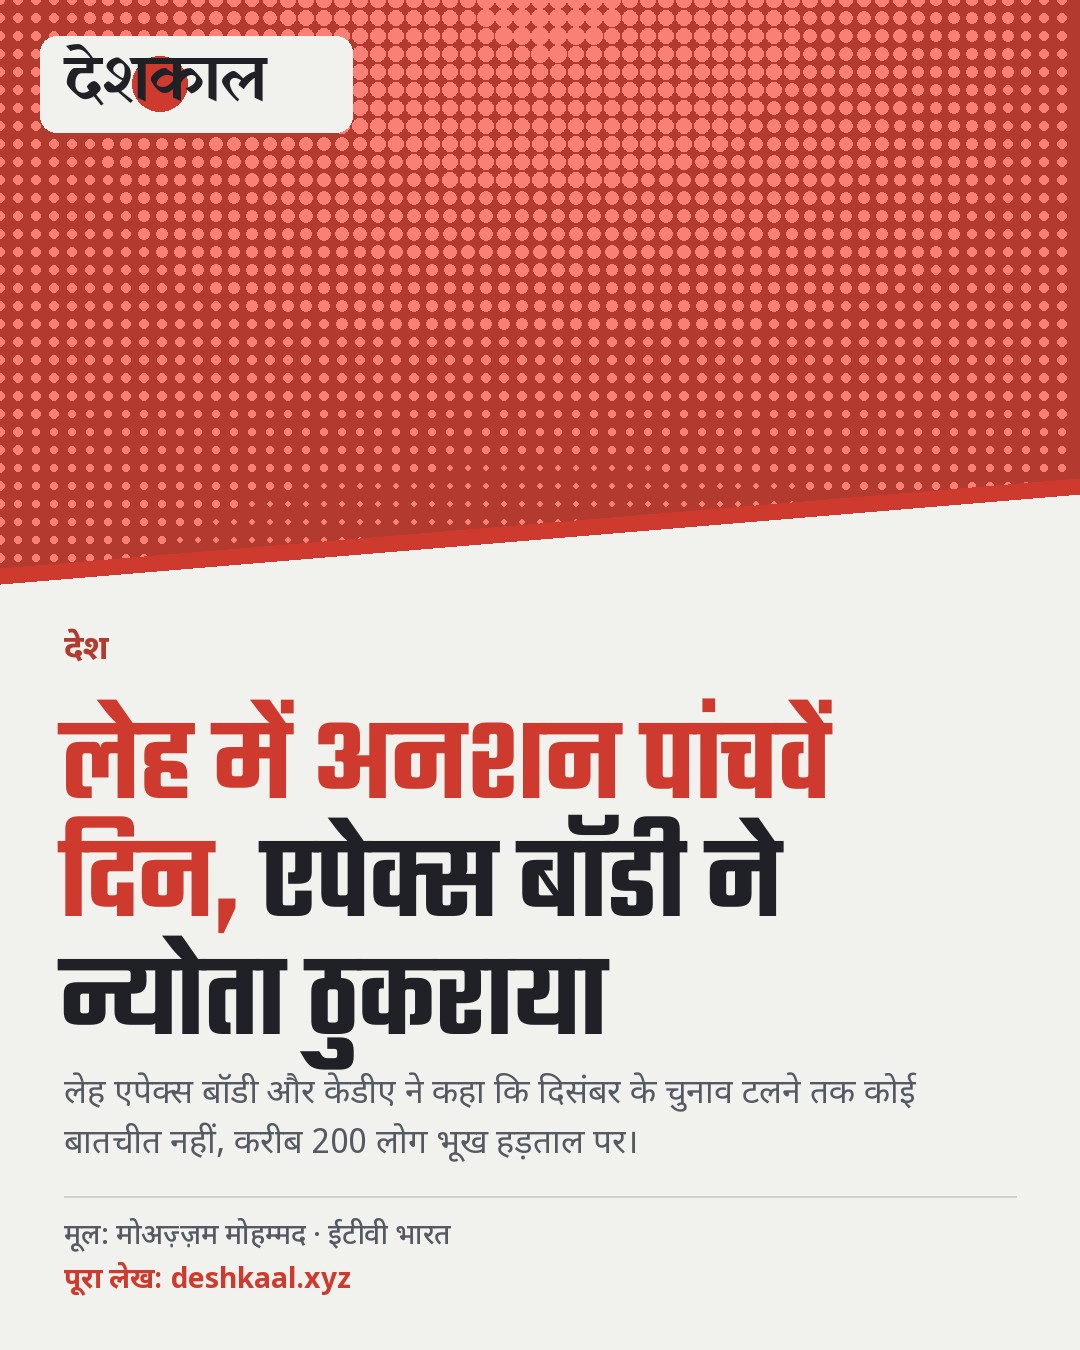 देशकाल
देश
लेह में अनशन पांचवें
दिन, एपेक्स बॉडी ने
न्योता ठुकराया
लेह एपेक्स बॉडी और केडीए ने कहा कि दिसंबर के चुनाव टलने तक कोई
बातचीत नहीं, करीब 200 लोग भूख हड़ताल पर।
मूल: मोअज़्ज़म मोहम्मद · ईटीवी भारत
पूरा लेख: deshkaal.xyz